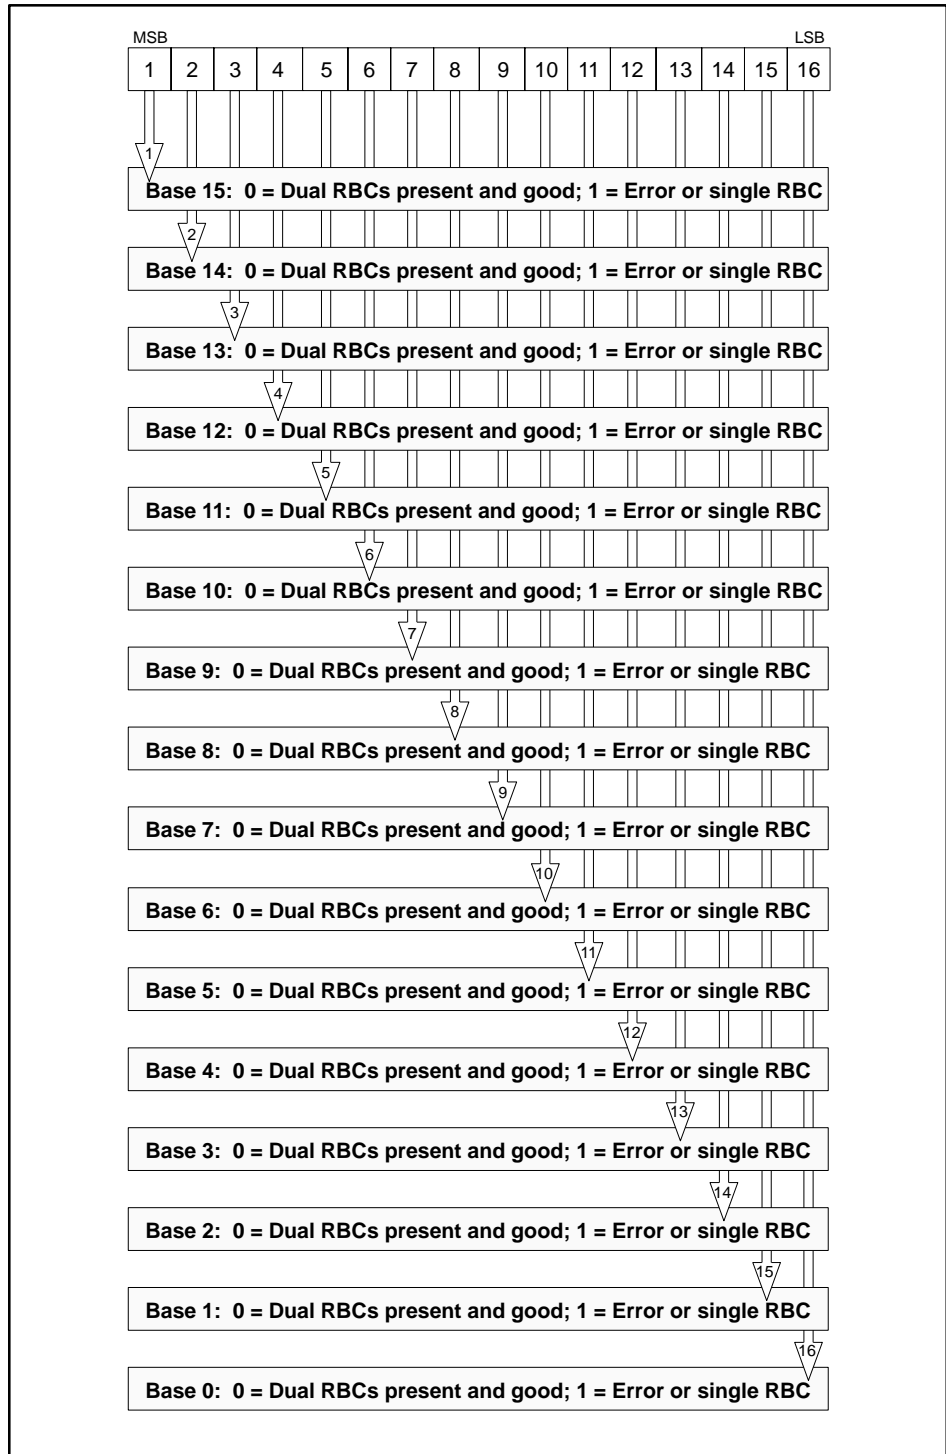 MSB LSB
1 2 3 4 5 6 7 8 9 10 11 12 13 14 15 16
1
Base 15: 0 = Dual RBCs present and good; 1 = Error or single RBC
2
Base 14: 0 = Dual RBCs present and good; 1 = Error or single RBC
3
Base 13: 0 = Dual RBCs present and good; 1 = Error or single RBC
4
Base 12: 0 = Dual RBCs present and good; 1 = Error or single RBC
5
Base 11: 0 = Dual RBCs present and good; 1 = Error or single RBC
6
Base 10: 0 = Dual RBCs present and good; 1 = Error or single RBC
7
Base 9: 0 = Dual RBCs present and good; 1 = Error or single RBC
8
Base 8: 0 = Dual RBCs present and good; 1 = Error or single RBC
9
Base 7: 0 = Dual RBCs present and good; 1 = Error or single RBC
10
Base 6: 0 = Dual RBCs present and good; 1 = Error or single RBC
11
Base 5: 0 = Dual RBCs present and good; 1 = Error or single RBC
12
Base 4: 0 = Dual RBCs present and good; 1 = Error or single RBC
13
Base 3: 0 = Dual RBCs present and good; 1 = Error or single RBC
14
Base 2: 0 = Dual RBCs present and good; 1 = Error or single RBC
15
Base 1: 0 = Dual RBCs present and good; 1 = Error or single RBC
16
Base 0: 0 = Dual RBCs present and good; 1 = Error or single RBC